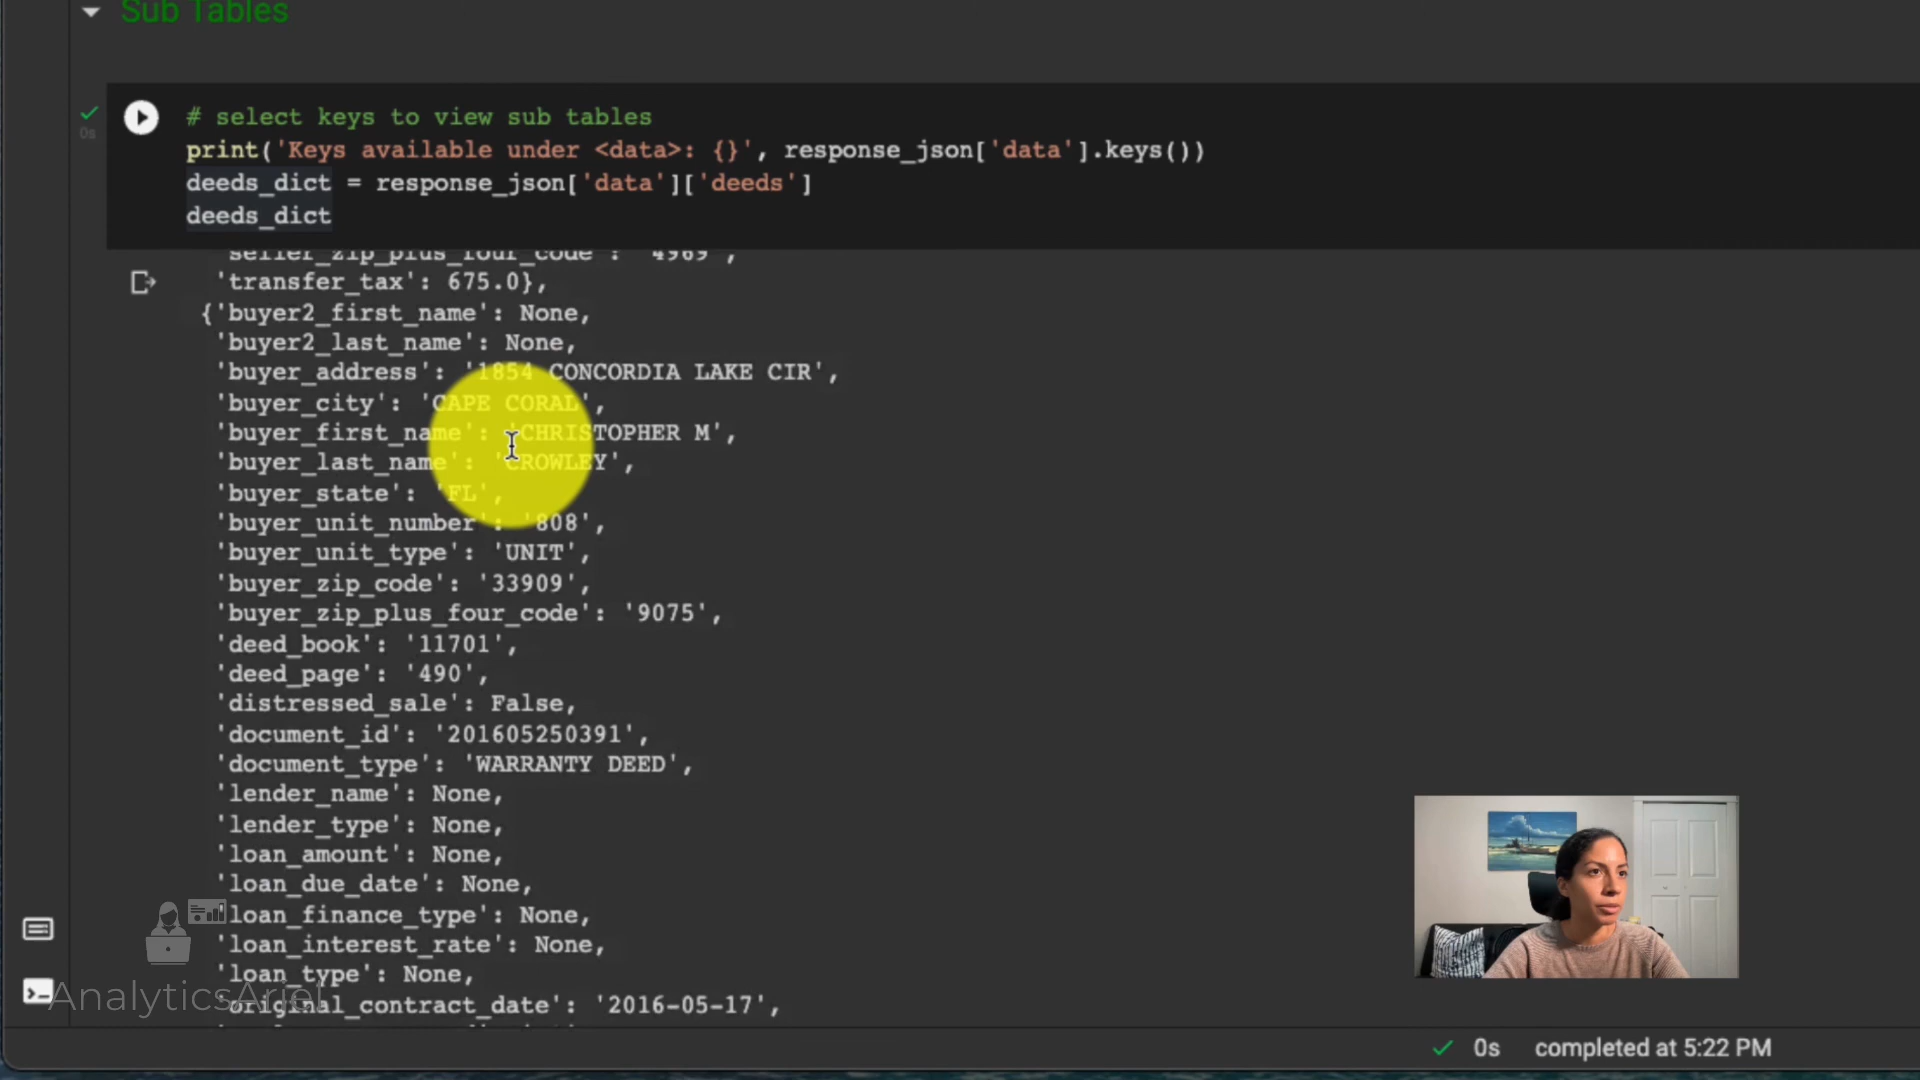 Sub Tables
0s
# select keys to view sub tables
print('Keys available under <data>: {}', response_json['data'].keys())
deeds_dict = response_json['data']['deeds']
deeds_dict
seller_zip_plus_four_code': '4969',
'transfer_tax': 675.0},
{'buyer2_first_name': None,
'buyer2_last_name': None,
'buyer_address': '1854 CONCORDIA LAKE CIR',
'buyer_city': 'CAPE CORAL',
'buyer_first_name': 'CHRISTOPHER M',
'buyer_last_name': 'CROWLEY',
'buyer_state': 'FL',
'buyer_unit_number': '808',
'buyer_unit_type': 'UNIT',
'buyer_zip_code': '33909',
'buyer_zip_plus_four_code': '9075',
'deed_book': '11701',
'deed_page': '490',
'distressed_sale': False,
'document_id': '201605250391',
'document_type': 'WARRANTY DEED',
'lender_name': None,
'lender_type': None,
'loan_amount': None,
'loan_due_date': None,
'loan_finance_type': None,
'loan_interest_rate': None,
'loan_type': None,
'original_contract_date': '2016-05-17',
AnalyticsAriel
0s completed at 5:22 PM